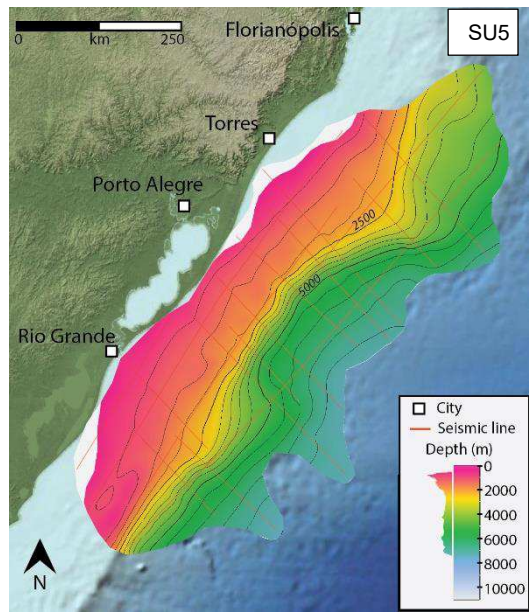 0
km
250
Florianópolis
SU5
Torres
Porto Alegre
2500
5000
Rio Grande
City
Seismic line
Depth (m)
0
2000
4000
6000
8000
10000
N